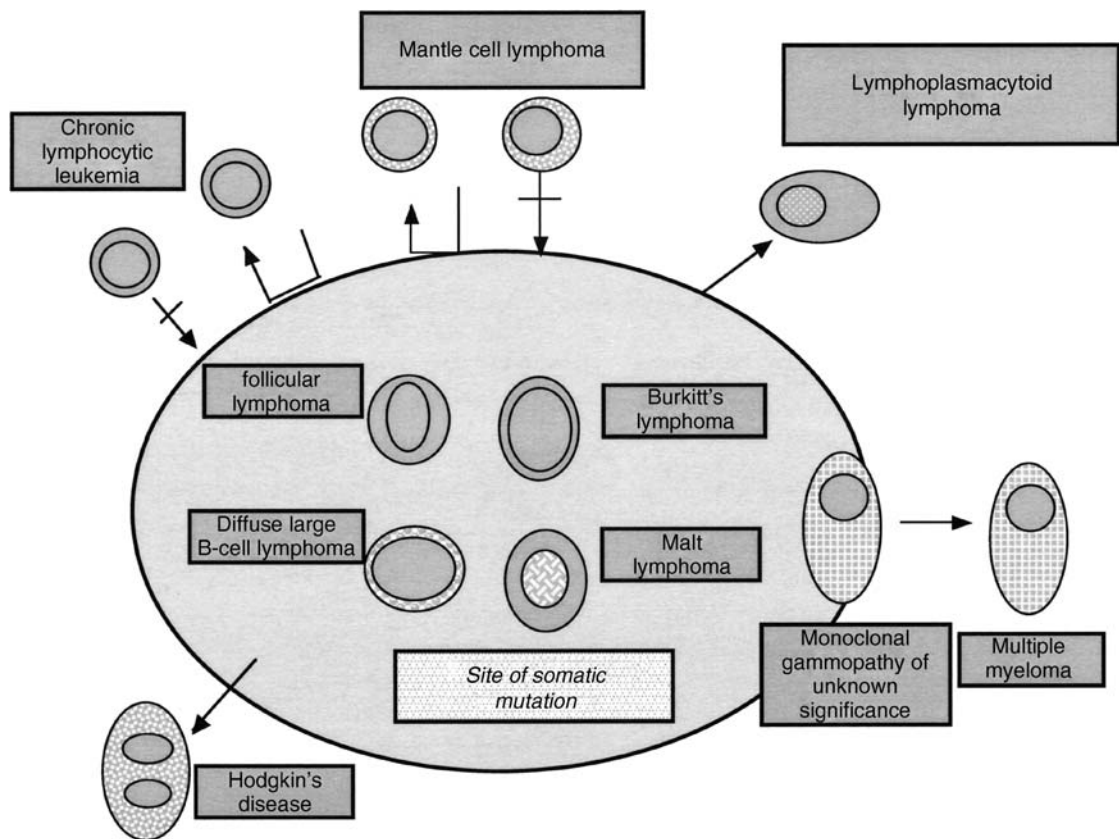 Mantle cell lymphoma
Lymphoplasmacytoid
lymphoma
Chronic
lymphocytic
leukemia
follicular
lymphoma
Burkitt's
lymphoma
Diffuse large
B-cell lymphoma
Malt
lymphoma
Site of somatic
mutation
Monoclonal
gammopathy of
unknown
significance
Multiple
myeloma
Hodgkin's
disease